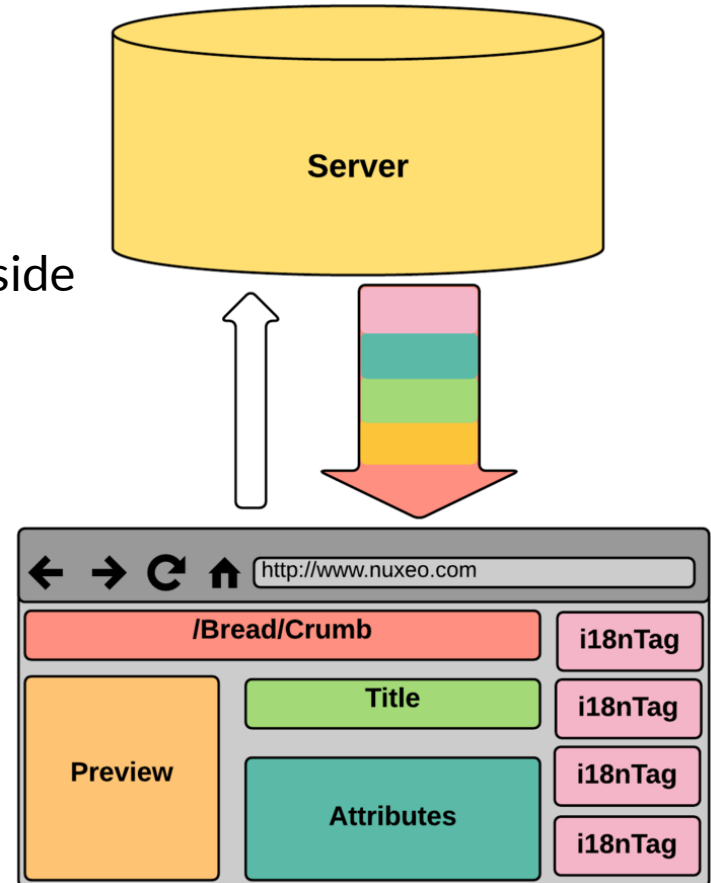 Server
side
http://www.nuxeo.com
/Bread/Crumb
i18nTag
Title
i18nTag
Preview
i18nTag
Attributes
i18nTag